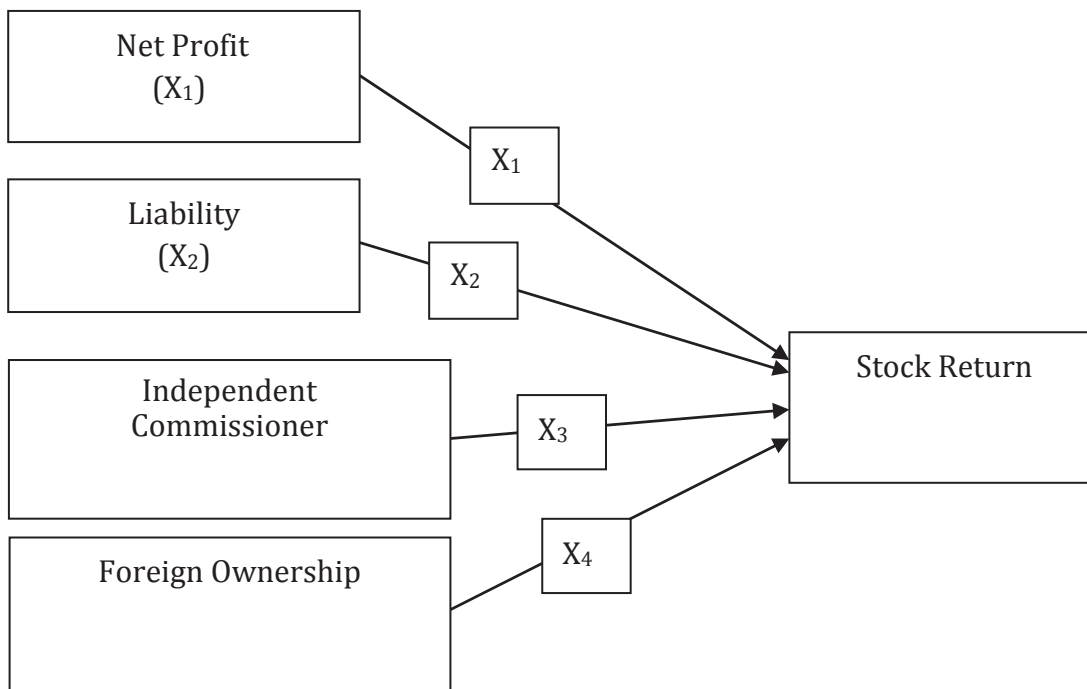 Net Profit
(X₁)
X₁
Liability
(X₂)
X₂
Independent
Commissioner
X₃
Foreign Ownership
X₄
Stock Return